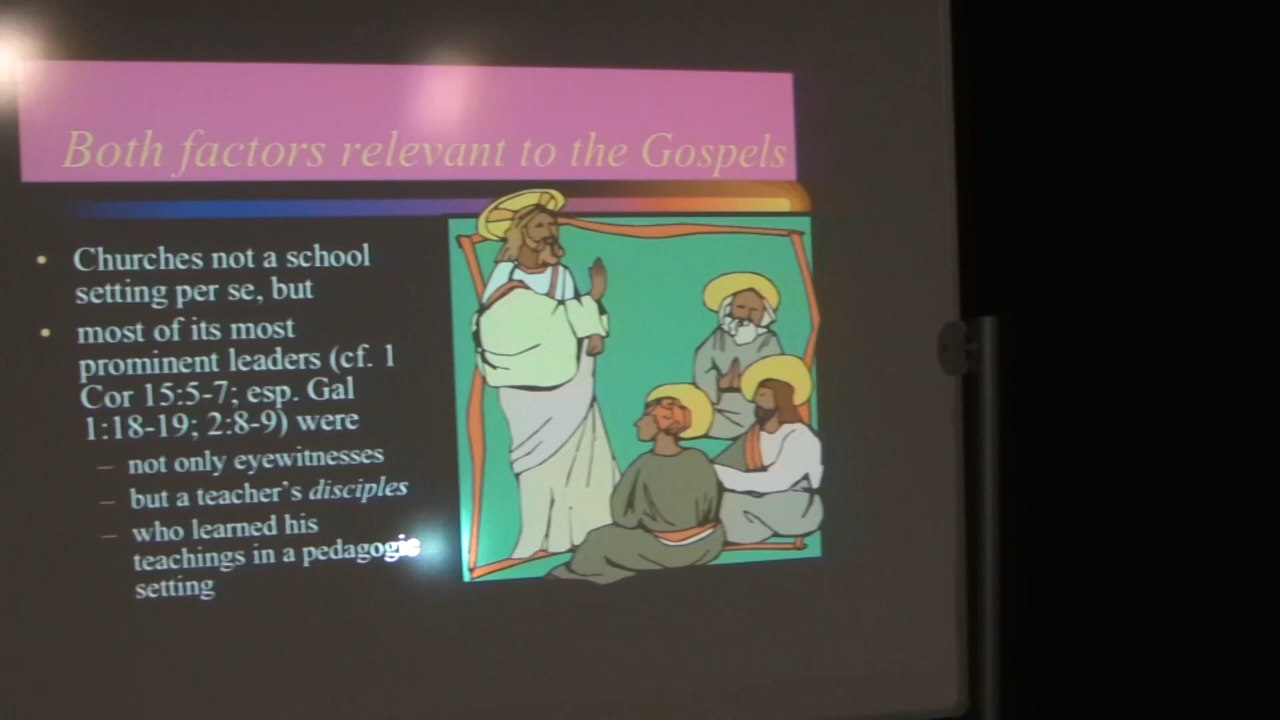 Both factors relevant to the Gospels
• Churches not a school
setting per se, but
• most of its most
prominent leaders (cf. 1
Cor 15:5-7; esp. Gal
1:18-19; 2:8-9) were
– not only eyewitnesses
– but a teacher's disciples
– who learned his
teachings in a pedagogic
setting